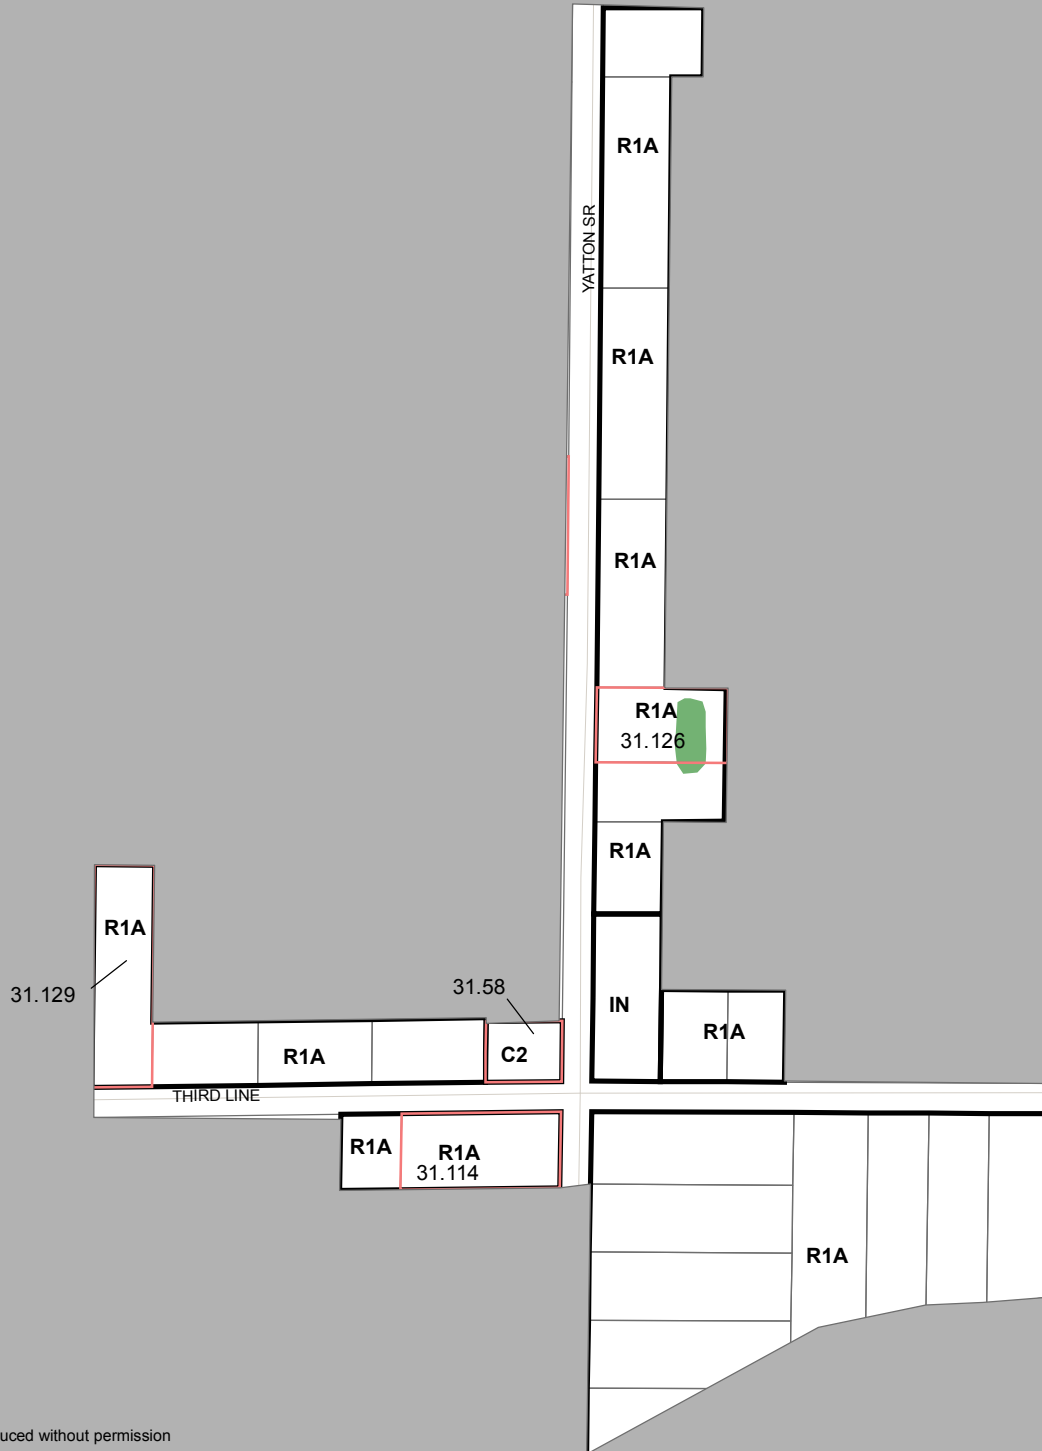 R1A
YATTON SR
R1A
R1A
R1A
31.126
R1A
R1A
31.129
31.58
IN
R1A
R1A
C2
THIRD LINE
R1A
R1A
31.114
R1A
uced without permission